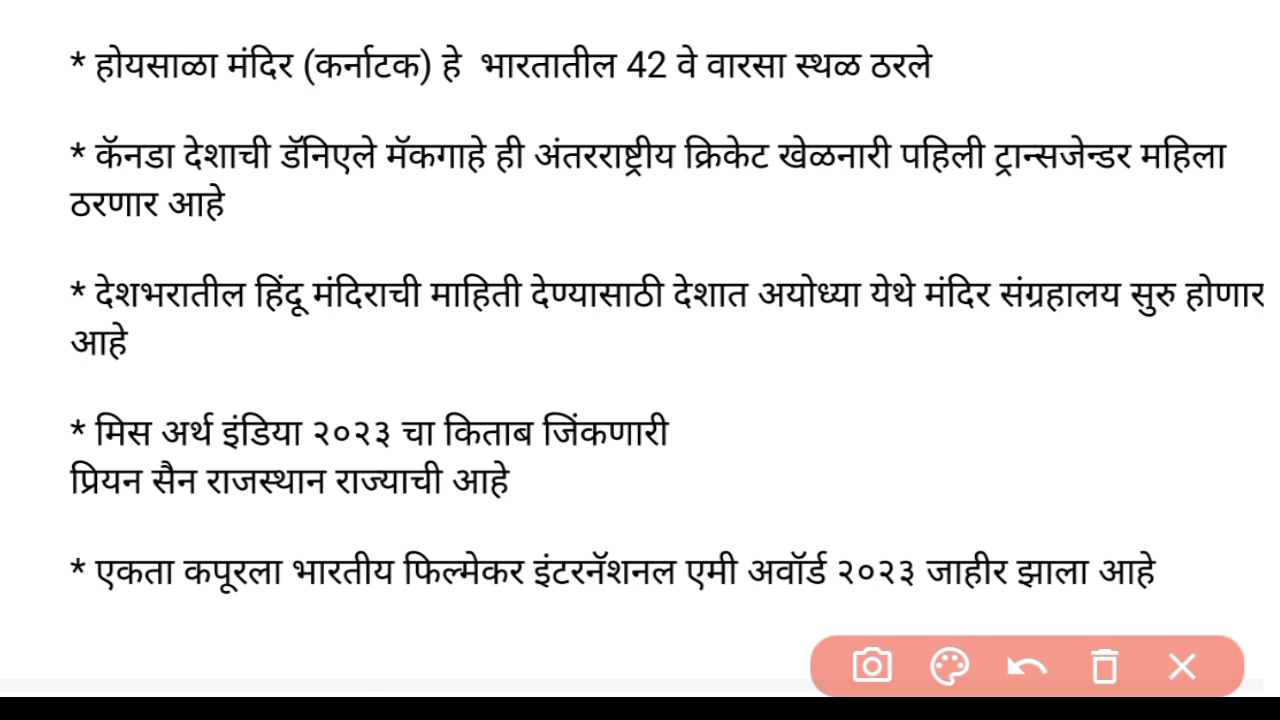 * होयसाळा मंदिर (कर्नाटक) हे भारतातील 42 वे वारसा स्थळ ठरले
* कॅनडा देशाची डॅनिएले मॅकगाहे ही अंतरराष्ट्रीय क्रिकेट खेळनारी पहिली ट्रान्सजेन्डर महिला
ठरणार आहे
* देशभरातील हिंदू मंदिराची माहिती देण्यासाठी देशात अयोध्या येथे मंदिर संग्रहालय सुरु होणार
आहे
* मिस अर्थ इंडिया २०२३ चा किताब जिंकणारी
प्रियन सैन राजस्थान राज्याची आहे
* एकता कपूरला भारतीय फिल्मेकर इंटरनॅशनल एमी अवॉर्ड २०२३ जाहीर झाला आहे